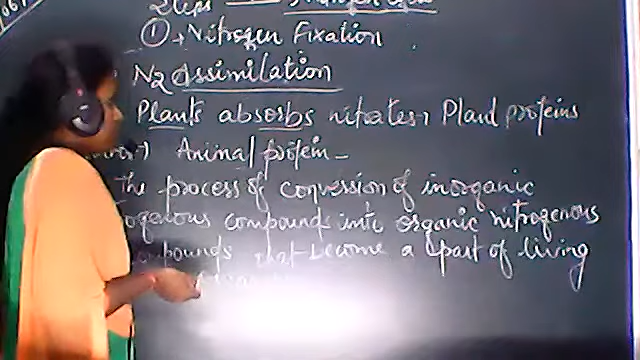 Steps
① → Nitrogen Fixation
N2 assimilation
Plants absorbs nitrates → Plant proteins
→ Animal protein -
The process of conversion of inorganic
compounds into organic nitrogenous
that become a part of living